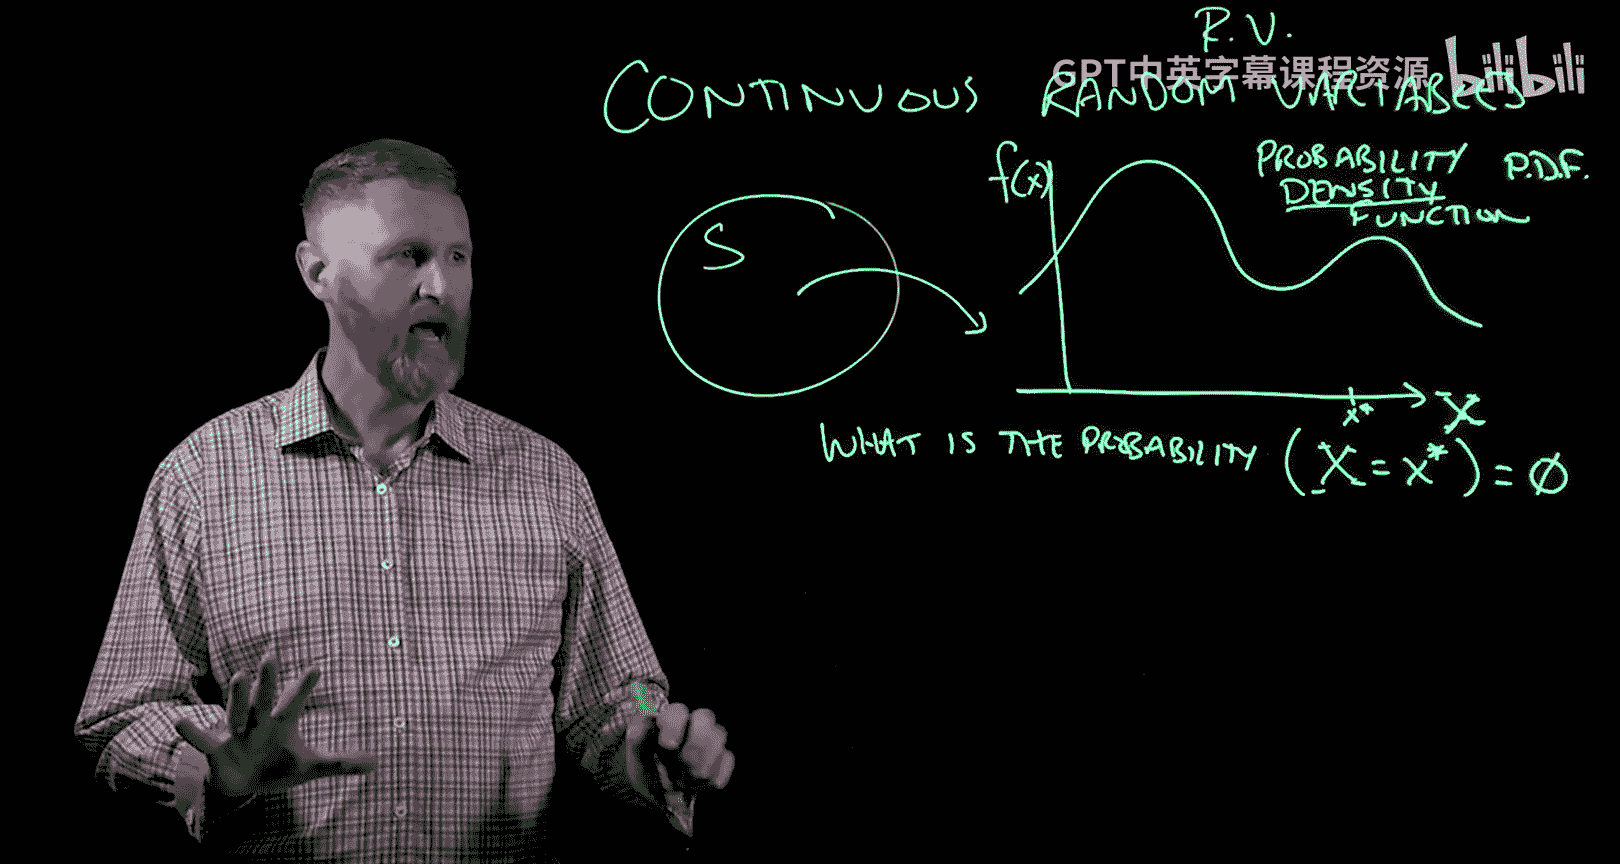 R.V.
CONTINUOUS RANDOM VARIABLES
GPT中英字幕课程资源 bilibili
f(x)
PROBABILITY P.D.F.
DENSITY
FUNCTION
S
x*
X
WHAT IS THE PROBABILITY (X = x*) = Ø